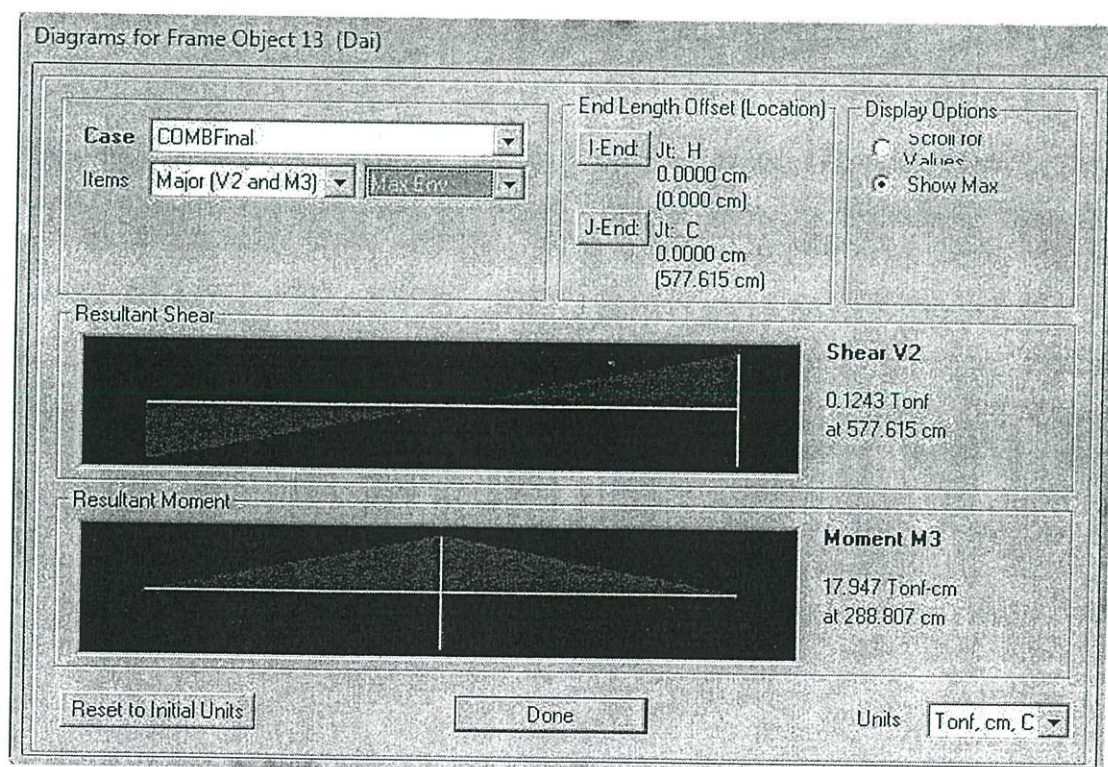 Diagrams for Frame Object 13 (Dai)
Case COMBFinal
Items Major (V2 and M3) Max Env
End Length Offset (Location)
I-End: Jt: H
0.0000 cm
(0.000 cm)
J-End: Jt: C
0.0000 cm
(577.615 cm)
Display Options
Scroll for
Values
Show Max
Resultant Shear
Shear V2
0.1243 Tonf
at 577.615 cm
Resultant Moment
Moment M3
17.947 Tonf-cm
at 288.807 cm
Reset to Initial Units
Done
Units Tonf, cm, C